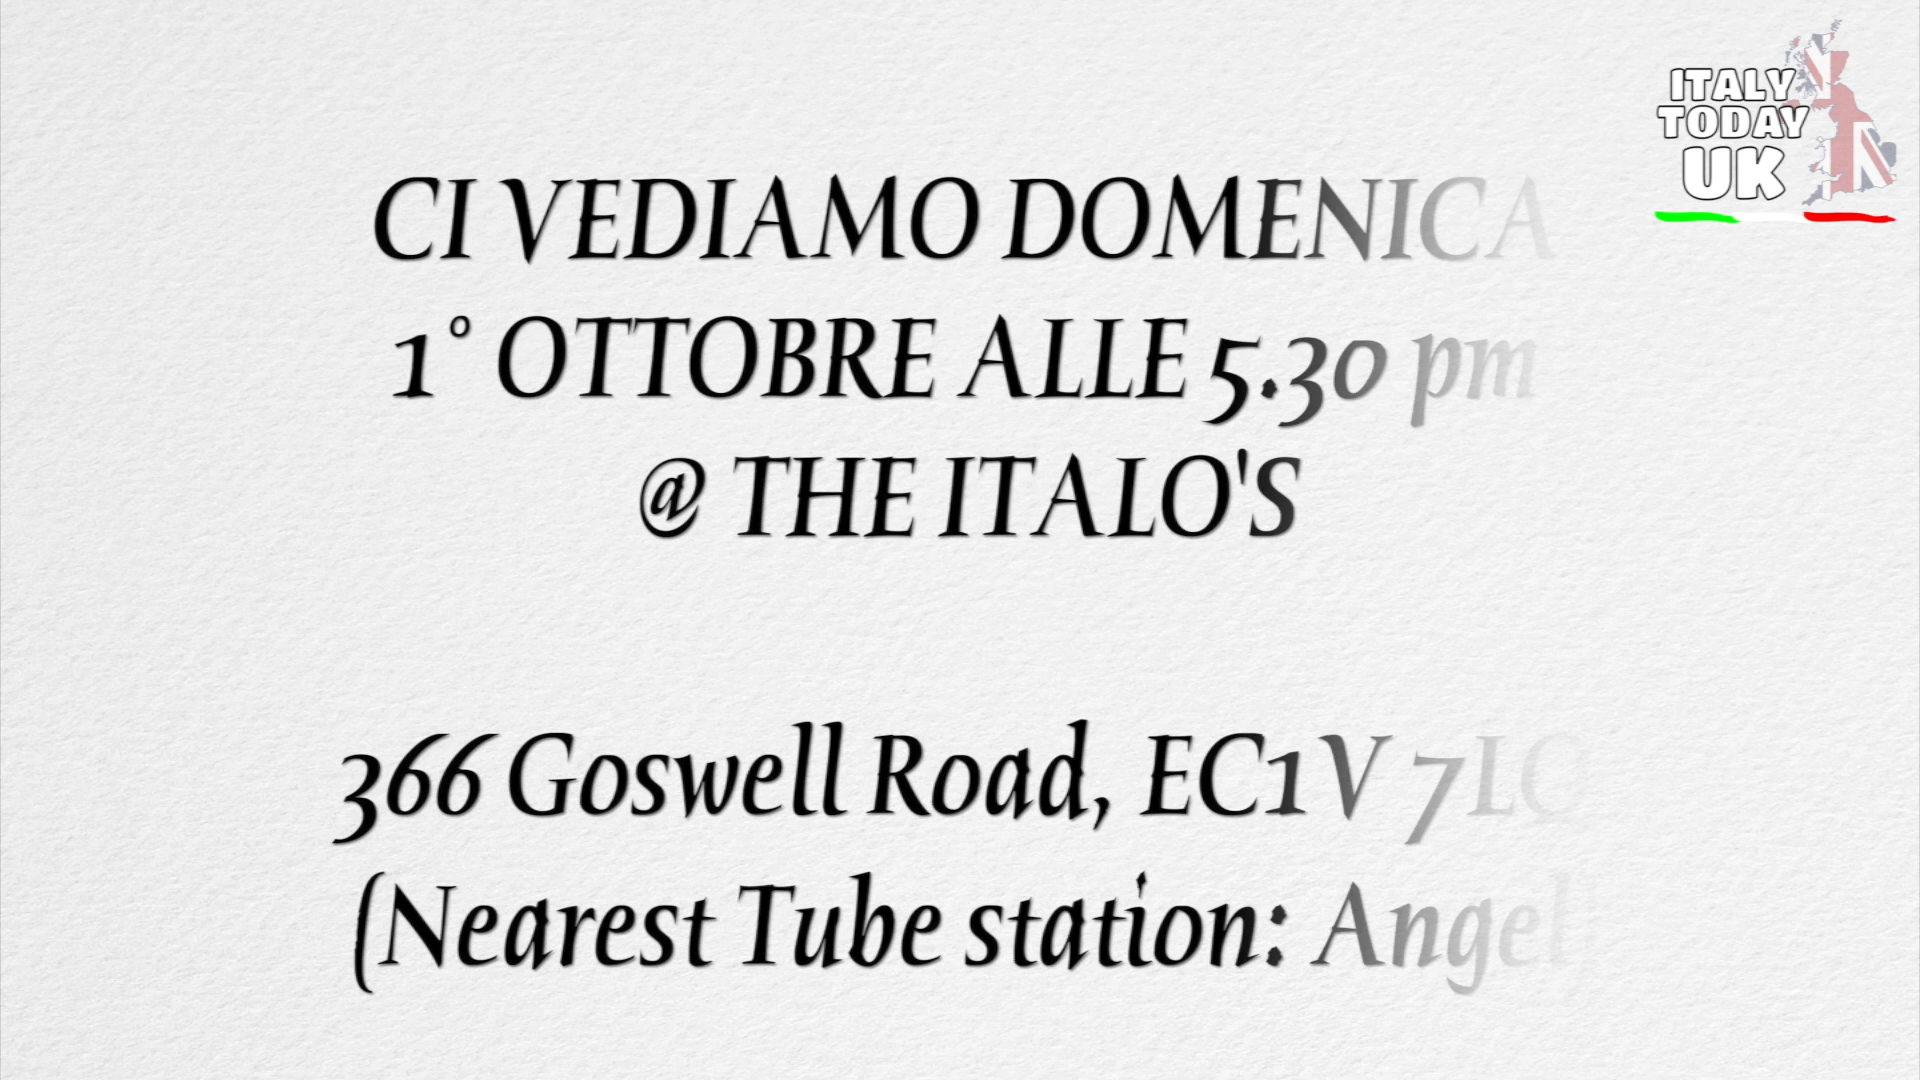 ITALY
TODAY
UK
CI VEDIAMO DOMENICA
1° OTTOBRE ALLE 5.30 pm
@ THE ITALO'S
366 Goswell Road, EC1V
(Nearest Tube station: Angel